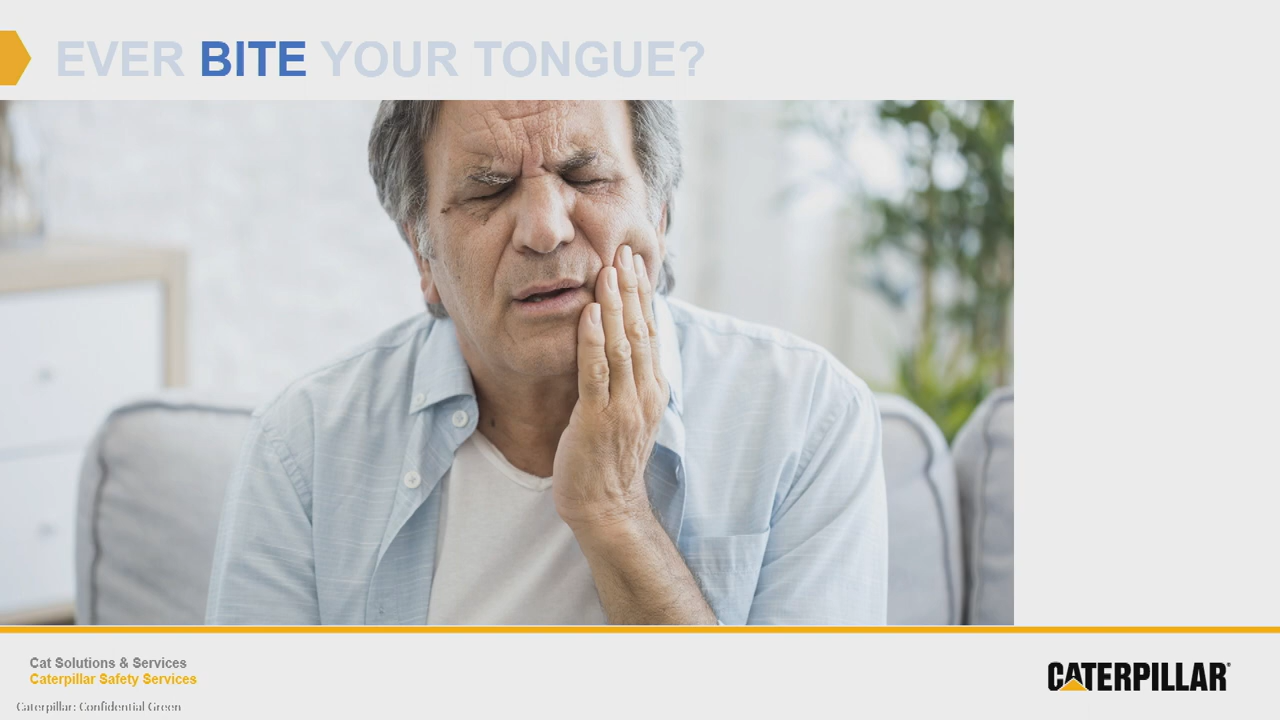 EVER BITE YOUR TONGUE?
Cat Solutions & Services
Caterpillar Safety Services
Caterpillar: Confidential Green
CATERPILLAR®